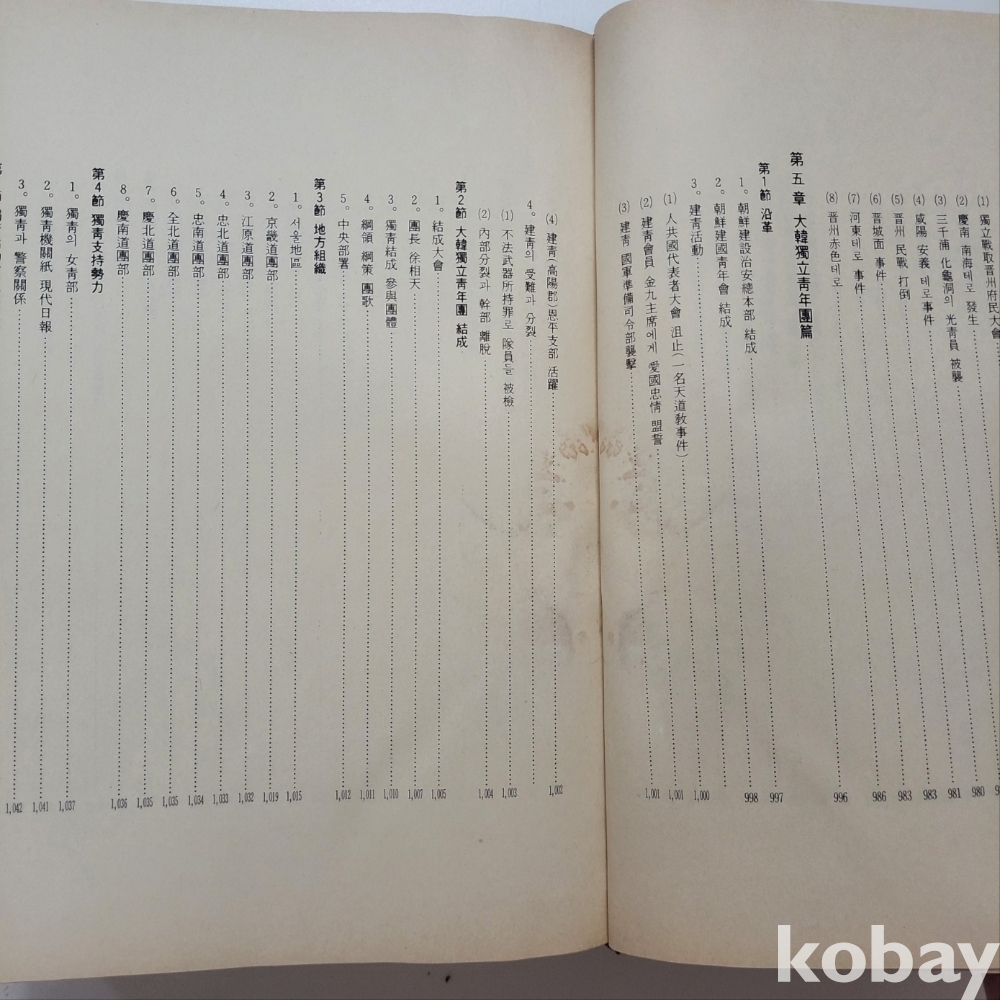 (1) 獨立戰取晋州府民大會
(2) 慶南 南海테로 發生 980
(3) 三千浦 化龜洞의 光靑員 被襲 981
(4) 咸陽 安義 테로事件 983
(5) 晋州 民戰 打倒 983
(6) 晋城面 事件 986
(7) 河東테로 事件
(8) 晋州赤色테로 996
第五章 大韓獨立靑年團篇
第1節 沿革 997
1。朝鮮建設治安總本部 結成 998
2。朝鮮建國靑年會 結成
3。建靑活動 1,000
(1) 人共國代表者大會 沮止(一名天道敎事件) 1,001
(2) 建靑會員 金九主席에게 愛國忠情 盟誓 1,001
(3) 建靑 國軍準備司令部襲擊
(4) 建靑(高陽郡)恩平支部 活躍 1,002
4。建靑의 受難과 分裂
(1) 不法武器所持罪로 隊員들 被檢 1,003
(2) 內部分裂과 幹部 離脫 1,004
第2節 大韓獨立靑年團 結成
1。結成大會 1,005
2。團長 徐相天 1,007
3。獨靑結成 參與團體 1,010
4。綱領 綱策 團歌 1,011
5。中央部署 1,012
第3節 地方組織
1。서울地區 1,015
2。京畿道團部 1,019
3。江原道團部 1,032
4。忠北道團部 1,033
5。忠南道團部 1,034
6。全北道團部 1,035
7。慶北道團部 1,035
8。慶南道團部 1,036
第4節 獨靑支持勢力
1。獨靑의 女靑部 1,037
2。獨靑機關紙 現代日報 1,041
3。獨靑과 警察關係 1,042
kobay